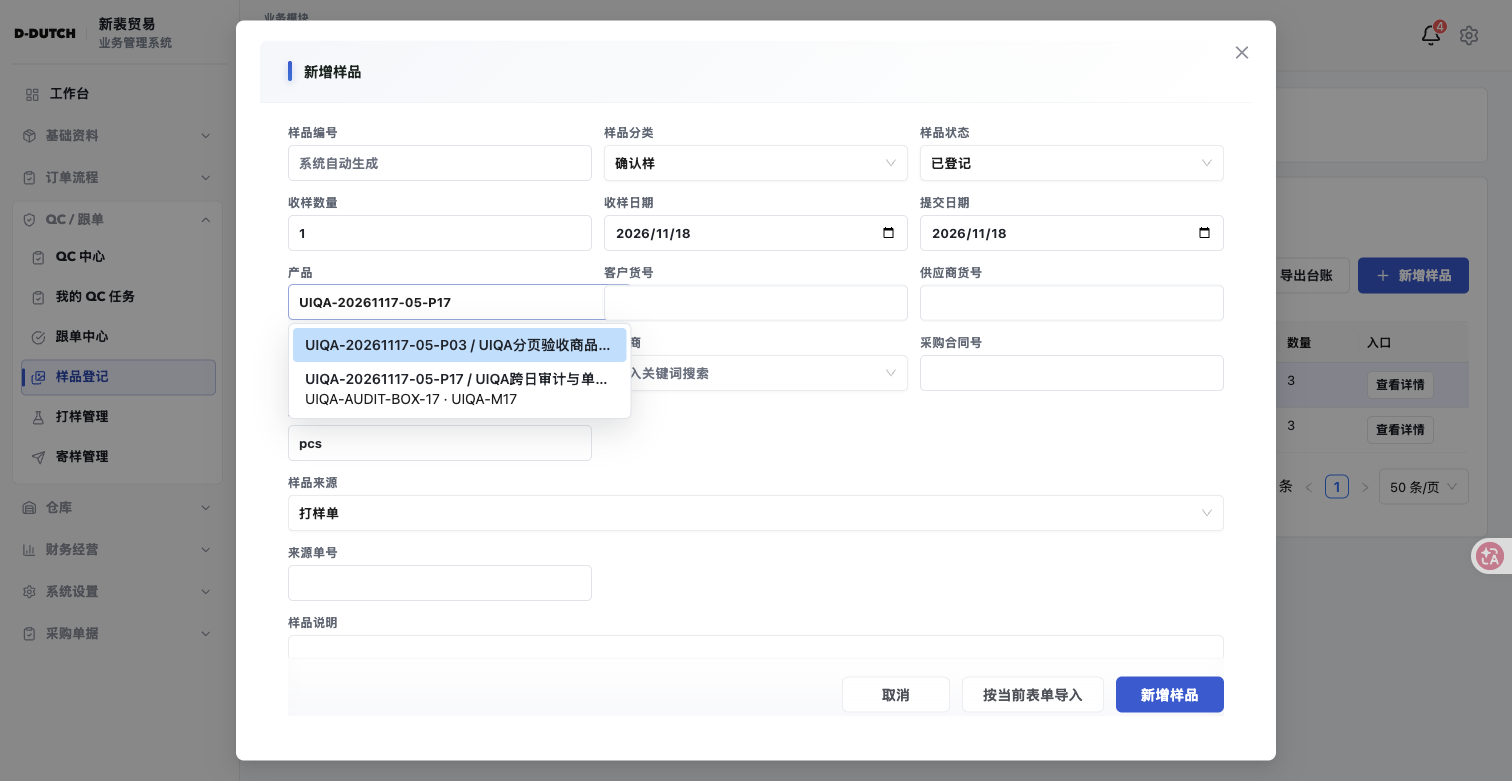 D-DUTCH
新裴贸易
业务管理系统
工作台
基础资料
订单流程
QC / 跟单
QC 中心
我的 QC 任务
跟单中心
样品登记
打样管理
寄样管理
仓库
财务经营
系统设置
采购单据
业务模块
4
新增样品
样品编号
样品分类
样品状态
系统自动生成
确认样
已登记
收样数量
收样日期
提交日期
1
2026/11/18
2026/11/18
产品
客户货号
供应商货号
UIQA-20261117-05-P17
UIQA-20261117-05-P03 / UIQA分页验收商品...
UIQA-20261117-05-P17 / UIQA跨日审计与单...
UIQA-AUDIT-BOX-17 · UIQA-M17
商
采购合同号
入关键词搜索
pcs
样品来源
打样单
来源单号
样品说明
取消
按当前表单导入
新增样品
导出台账
新增样品
数量
入口
3
查看详情
3
查看详情
条
1
50 条/页